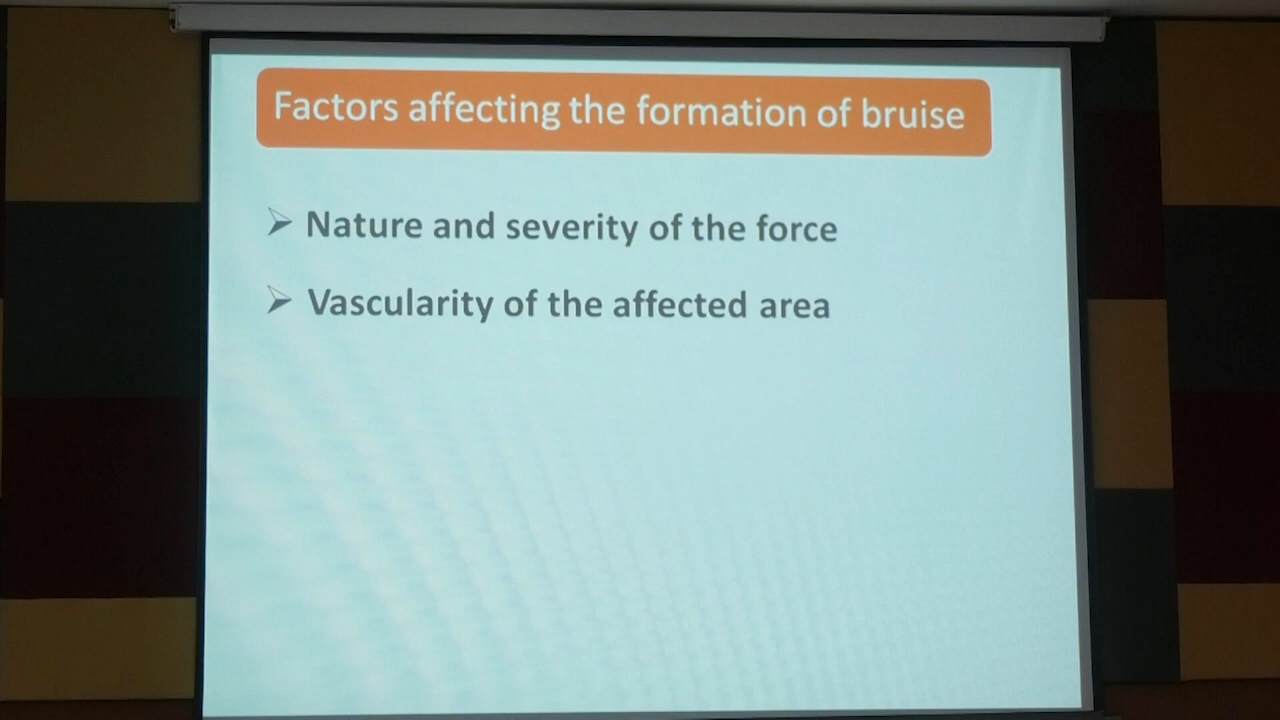 Factors affecting the formation of bruise
➢ Nature and severity of the force
➢ Vascularity of the affected area